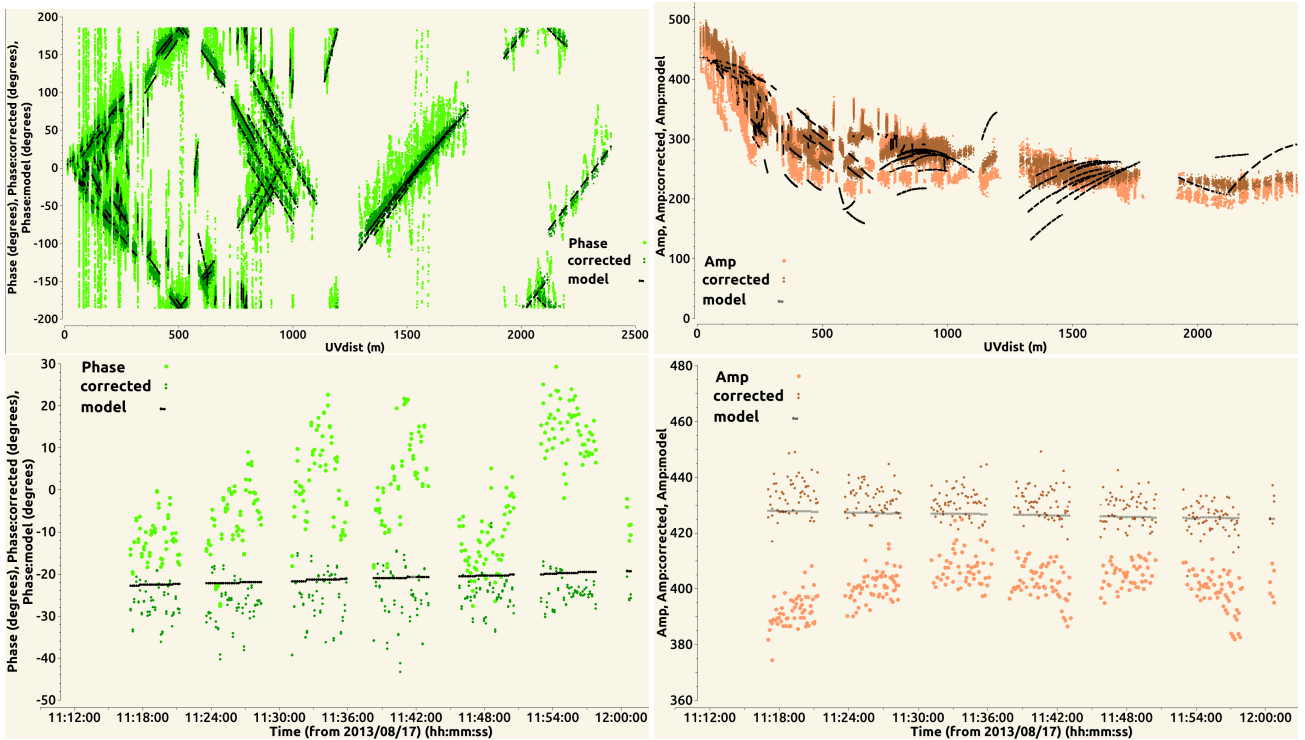 Phase (degrees), Phase:corrected (degrees),
Phase:model (degrees)
200
150
100
50
0
-50
-100
-150
-200
Phase
corrected
model
0 500 1000 1500 2000 2500
UVdist (m)
Amp, Amp:corrected, Amp:model
500
400
300
200
100
0
Amp
corrected
model
0 500 1000 1500 2000
UVdist (m)
Phase (degrees), Phase:corrected (degrees),
Phase:model (degrees)
30
20
10
0
-10
-20
-30
-40
-50
Phase
corrected
model
11:12:00 11:18:00 11:24:00 11:30:00 11:36:00 11:42:00 11:48:00 11:54:00 12:00:00
Time (from 2013/08/17) (hh:mm:ss)
Amp, Amp:corrected, Amp:model
480
460
440
420
400
380
360
Amp
corrected
model
11:12:00 11:18:00 11:24:00 11:30:00 11:36:00 11:42:00 11:48:00 11:54:00 12:00:00
Time (from 2013/08/17) (hh:mm:ss)